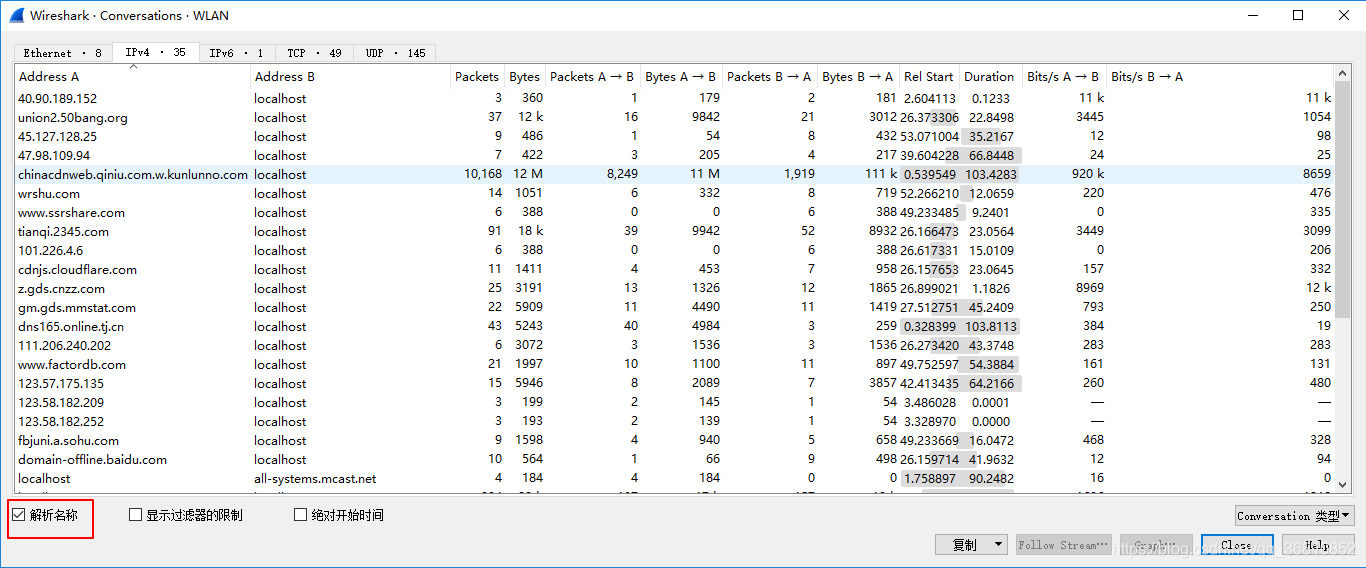 Wireshark · Conversations · WLAN
Ethernet · 8 IPv4 · 35 IPv6 · 1 TCP · 49 UDP · 145
Address A Address B Packets Bytes Packets A → B Bytes A → B Packets B → A Bytes B → A Rel Start Duration Bits/s A → B Bits/s B → A
40.90.189.152 localhost 3 360 1 179 2 181 2.604113 0.1233 11 k 11 k
union2.50bang.org localhost 37 12 k 16 9842 21 3012 26.373306 22.8498 3445 1054
45.127.128.25 localhost 9 486 1 54 8 432 53.071004 35.2167 12 98
47.98.109.94 localhost 7 422 3 205 4 217 39.604228 66.8448 24 25
chinacdnweb.qiniu.com.w.kunlunno.com localhost 10,168 12 M 8,249 11 M 1,919 111 k 0.539549 103.4283 920 k 8659
wrshu.com localhost 14 1051 6 332 8 719 52.266210 12.0659 220 476
www.ssrshare.com localhost 6 388 0 0 6 388 49.233485 9.2401 0 335
tianqi.2345.com localhost 91 18 k 39 9942 52 8932 26.166473 23.0564 3449 3099
101.226.4.6 localhost 6 388 0 0 6 388 26.617331 15.0109 0 206
cdnjs.cloudflare.com localhost 11 1411 4 453 7 958 26.157653 23.0645 157 332
z.gds.cnzz.com localhost 25 3191 13 1326 12 1865 26.899021 1.1826 8969 12 k
gm.gds.mmstat.com localhost 22 5909 11 4490 11 1419 27.512751 45.2409 793 250
dns165.online.tj.cn localhost 43 5243 40 4984 3 259 0.328399 103.8113 384 19
111.206.240.202 localhost 6 3072 3 1536 3 1536 26.273420 43.3748 283 283
www.factordb.com localhost 21 1997 10 1100 11 897 49.752597 54.3884 161 131
123.57.175.135 localhost 15 5946 8 2089 7 3857 42.413435 64.2166 260 480
123.58.182.209 localhost 3 199 2 145 1 54 3.486028 0.0001 — —
123.58.182.252 localhost 3 193 2 139 1 54 3.328970 0.0000 — —
fbjuni.a.sohu.com localhost 9 1598 4 940 5 658 49.233669 16.0472 468 328
domain-offline.baidu.com localhost 10 564 1 66 9 498 26.159714 41.9632 12 94
localhost all-systems.mcast.net 4 184 4 184 0 0 1.758897 90.2482 16 0
解析名称 显示过滤器的限制 绝对开始时间 Conversation 类型
复制 Follow Stream… Graph… Close Help